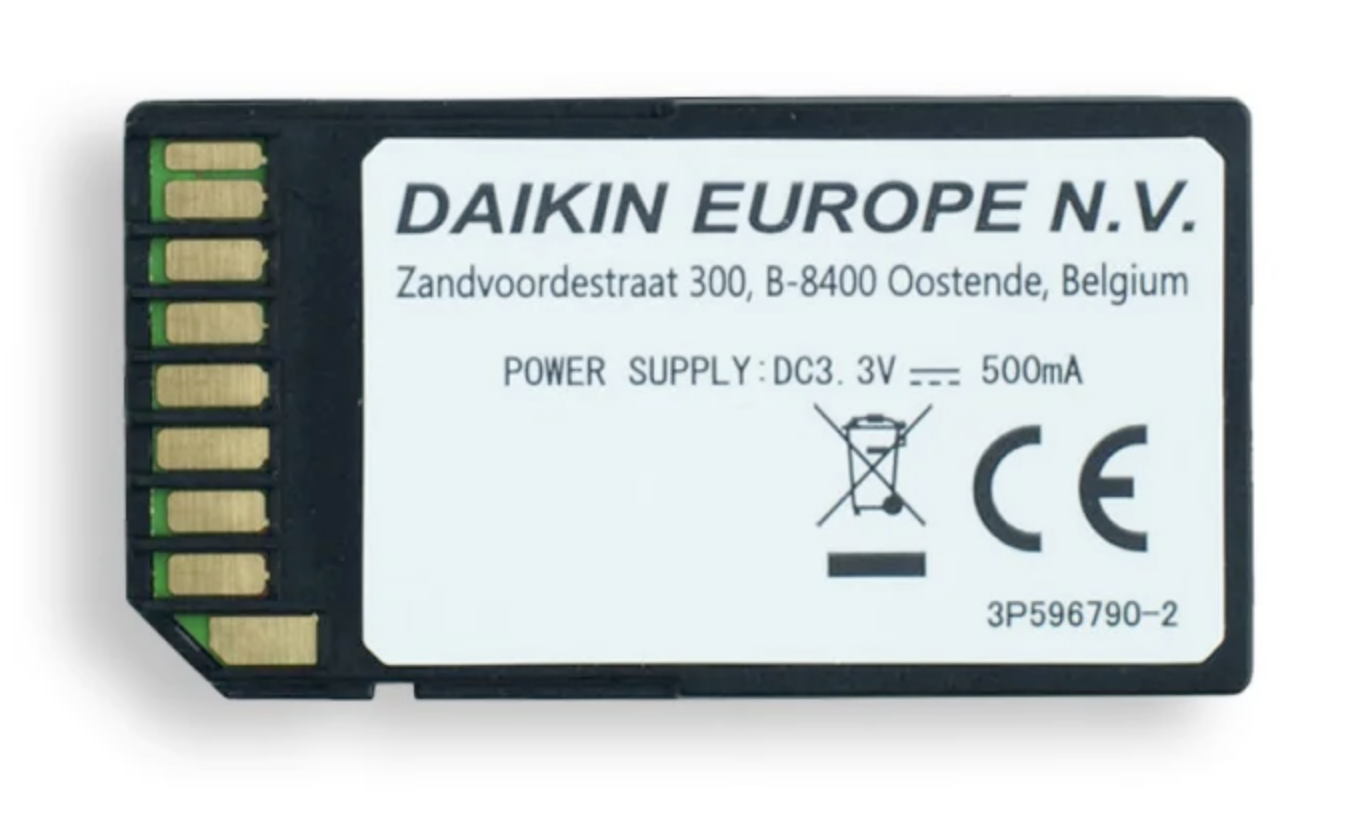 DAIKIN EUROPE N.V.
Zandvoordestraat 300, B-8400 Oostende, Belgium
POWER SUPPLY:DC3.3V ⎓ 500mA
CE
3P596790-2